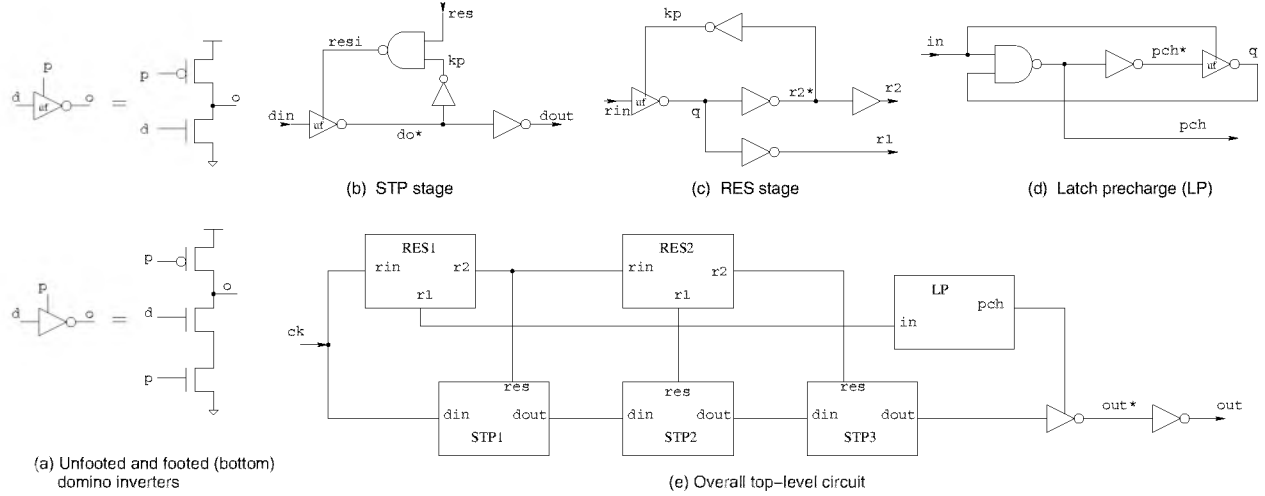 p
d
uf
o
=
p
d
o
(a) Unfooted and footed (bottom)
domino inverters
p
d
o
=
p
d
p
o
res
resi
kp
din
uf
do*
dout
(b) STP stage
kp
rin
uf
q
r2*
r2
r1
(c) RES stage
in
pch*
uf
q
pch
(d) Latch precharge (LP)
RES1
rin
r2
r1
RES2
rin
r2
r1
LP
pch
in
ck
res
din
dout
STP1
res
din
dout
STP2
res
din
dout
STP3
out*
out
(e) Overall top-level circuit